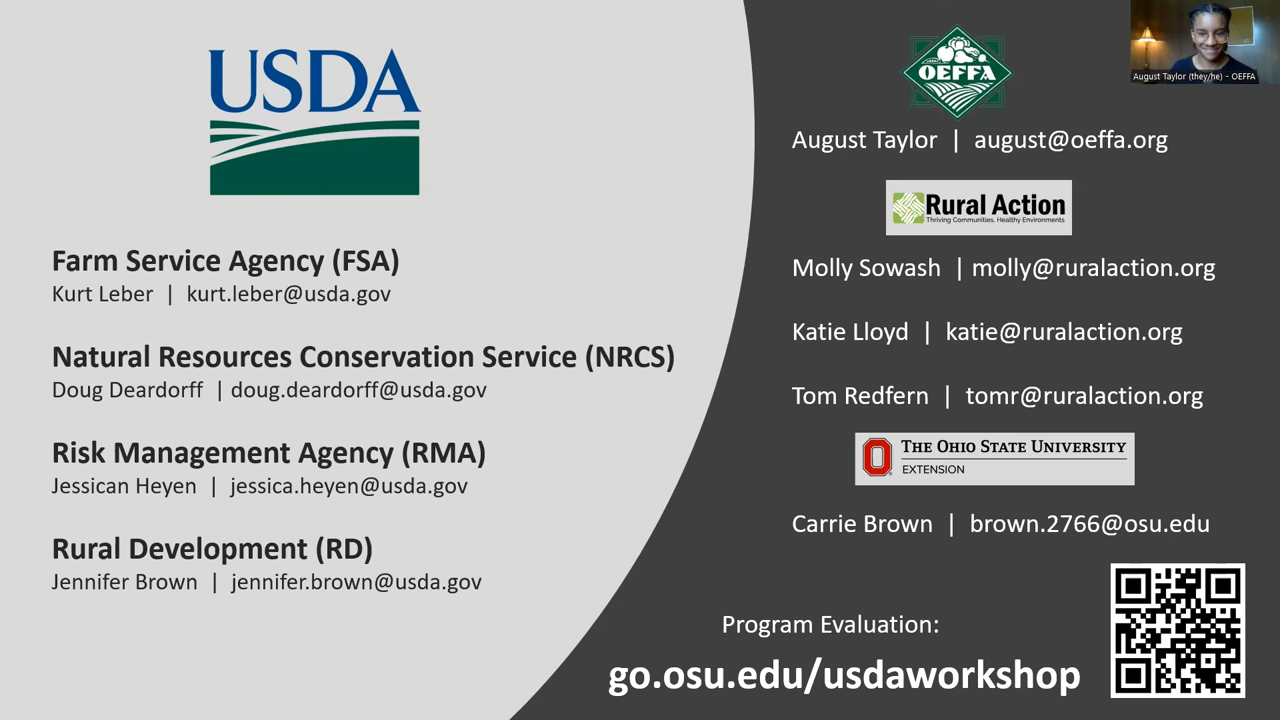 USDA
Farm Service Agency (FSA)
Kurt Leber | kurt.leber@usda.gov
Natural Resources Conservation Service (NRCS)
Doug Deardorff | doug.deardorff@usda.gov
Risk Management Agency (RMA)
Jessican Heyen | jessica.heyen@usda.gov
Rural Development (RD)
Jennifer Brown | jennifer.brown@usda.gov
OEFFA
August Taylor (they/he) - OEFFA
August Taylor | august@oeffa.org
Rural Action
Thriving Communities, Healthy Environments
Molly Sowash | molly@ruralaction.org
Katie Lloyd | katie@ruralaction.org
Tom Redfern | tomr@ruralaction.org
THE OHIO STATE UNIVERSITY
EXTENSION
Carrie Brown | brown.2766@osu.edu
Program Evaluation:
go.osu.edu/usdaworkshop